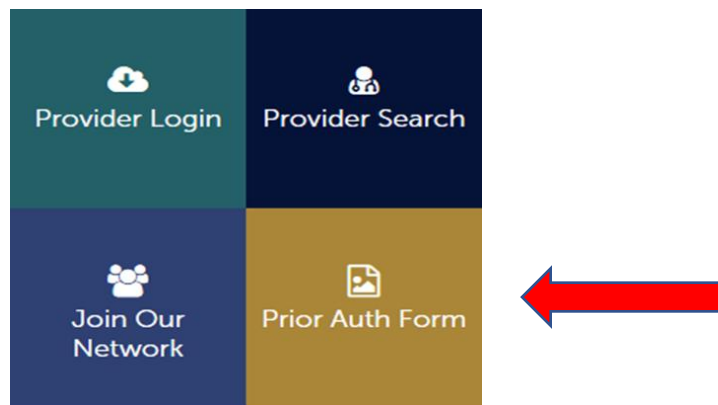 Provider Login
Provider Search
Join Our
Network
Prior Auth Form